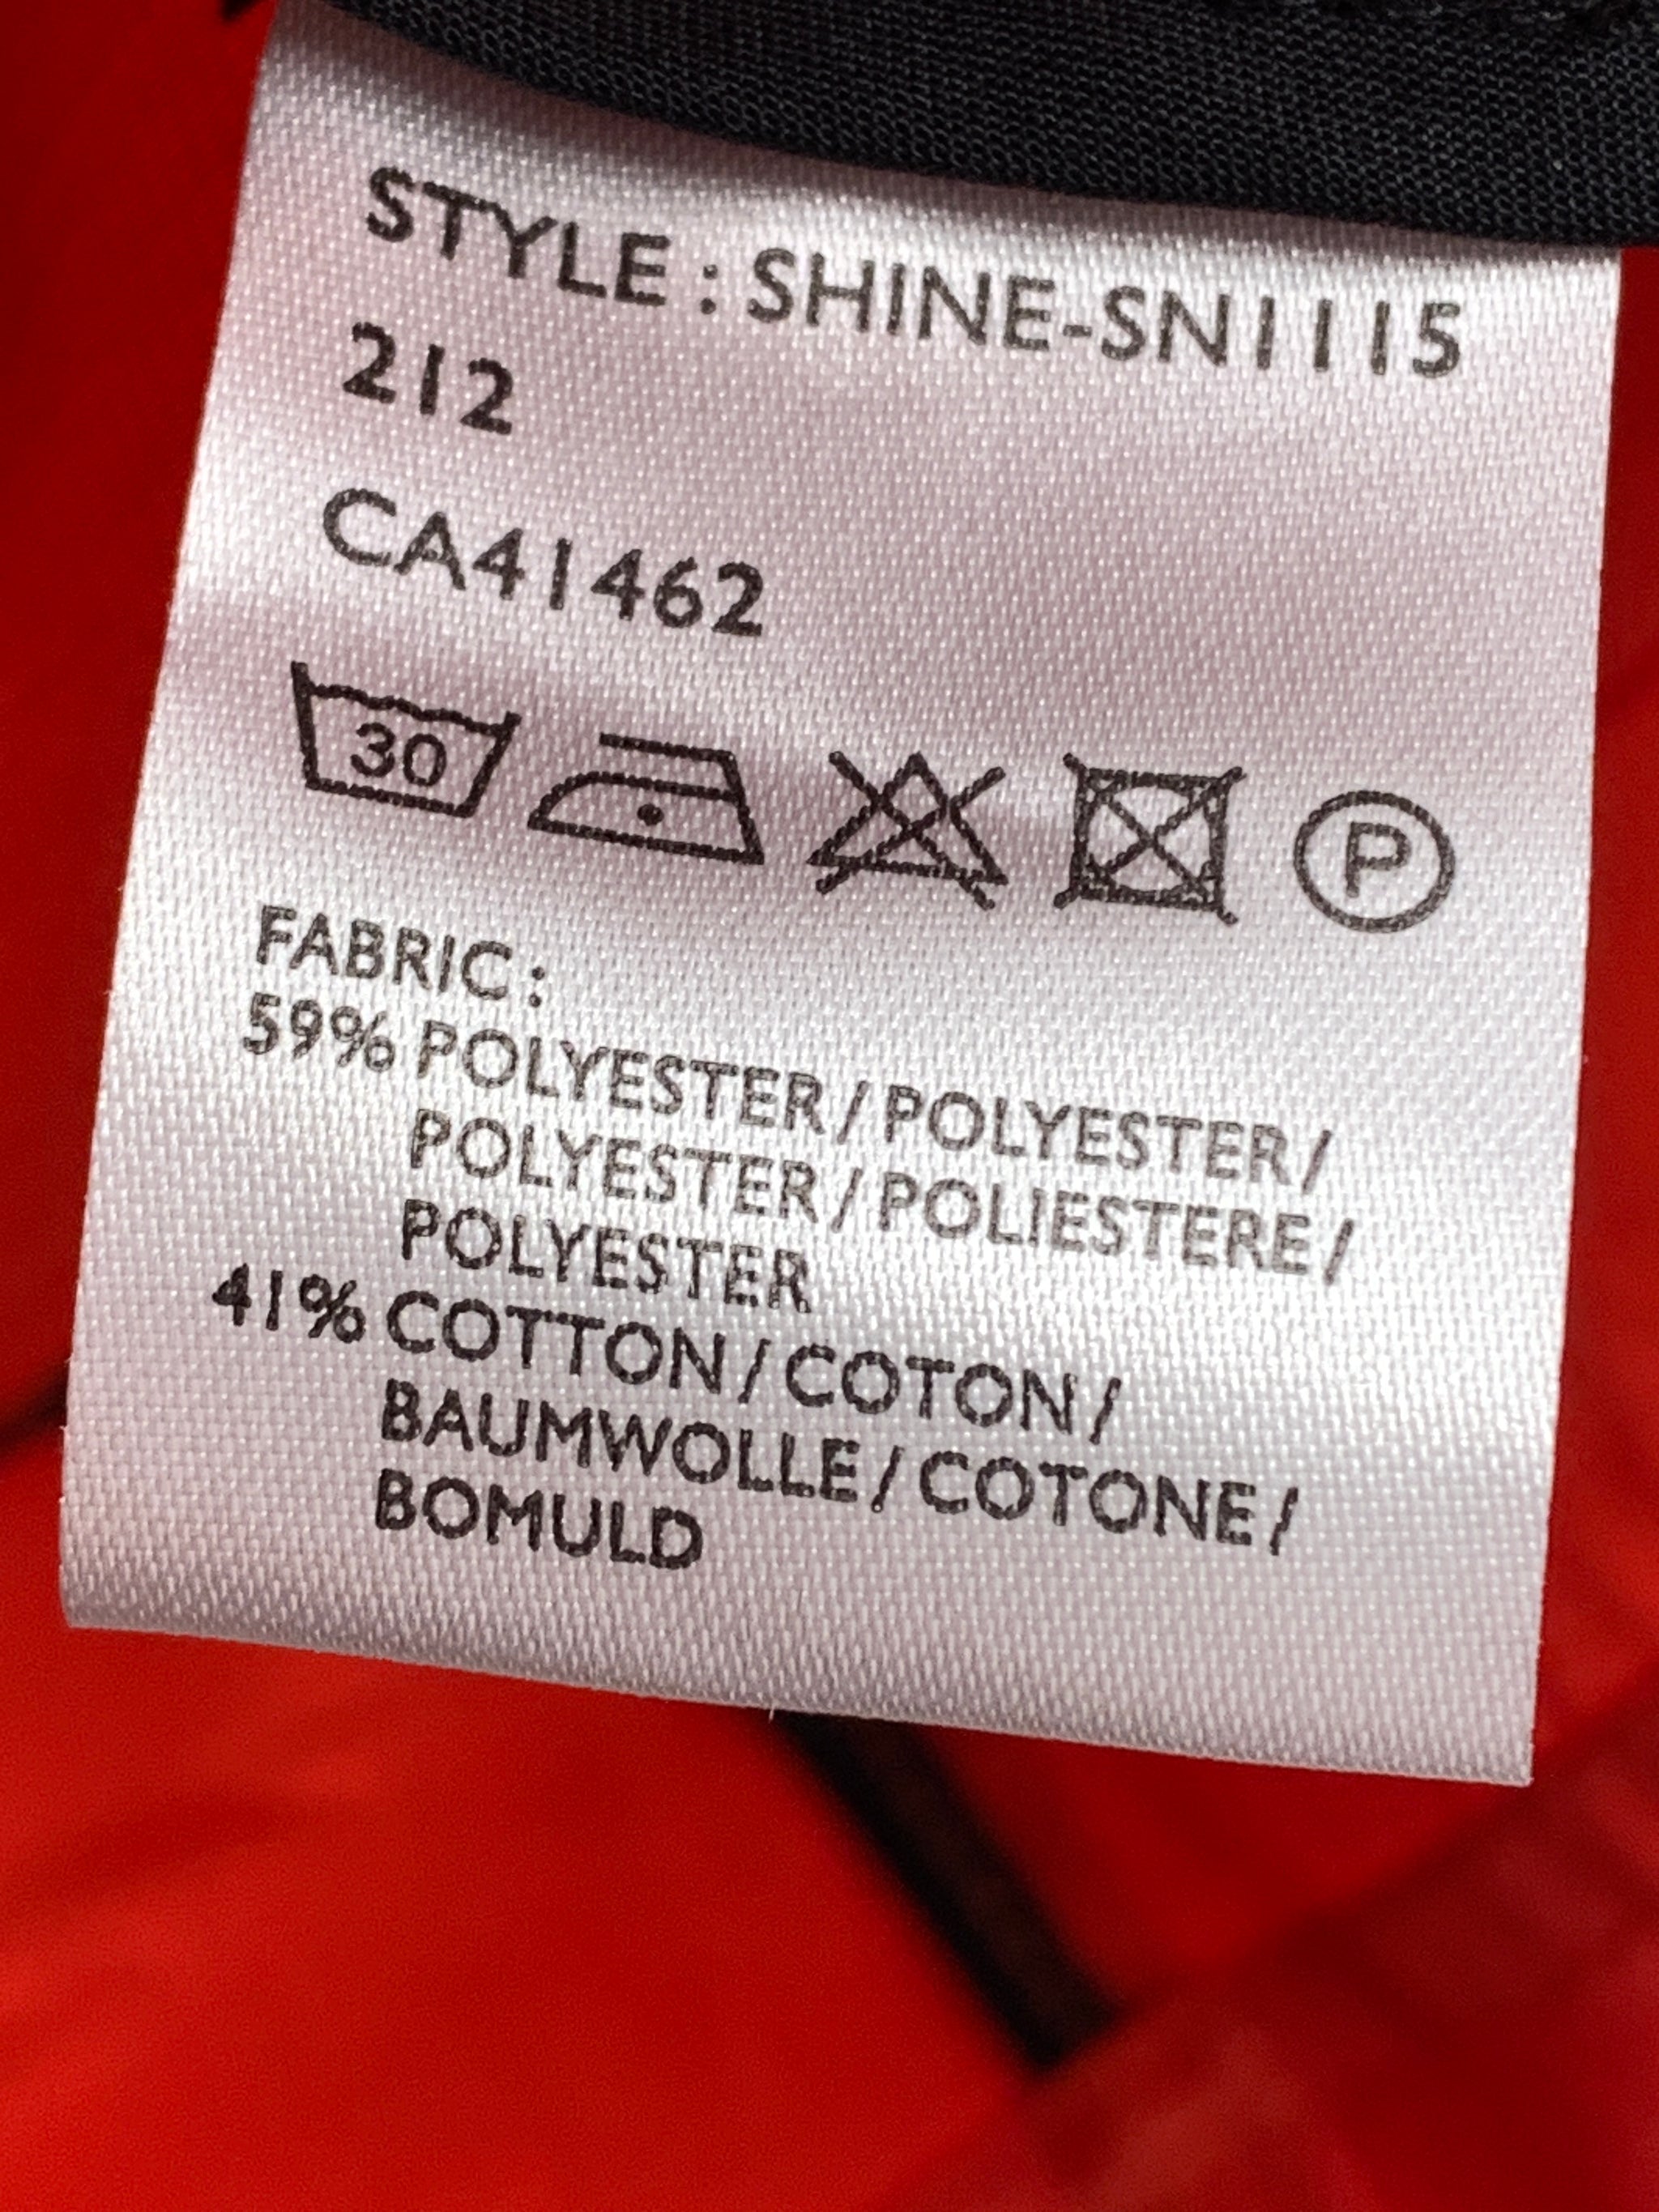 STYLE : SHINE-SN1115
212
CA41462
30 P
FABRIC :
59% POLYESTER / POLYESTER /
POLYESTER / POLIESTERE /
POLYESTER
41% COTTON / COTON /
BAUMWOLLE / COTONE /
BOMULD